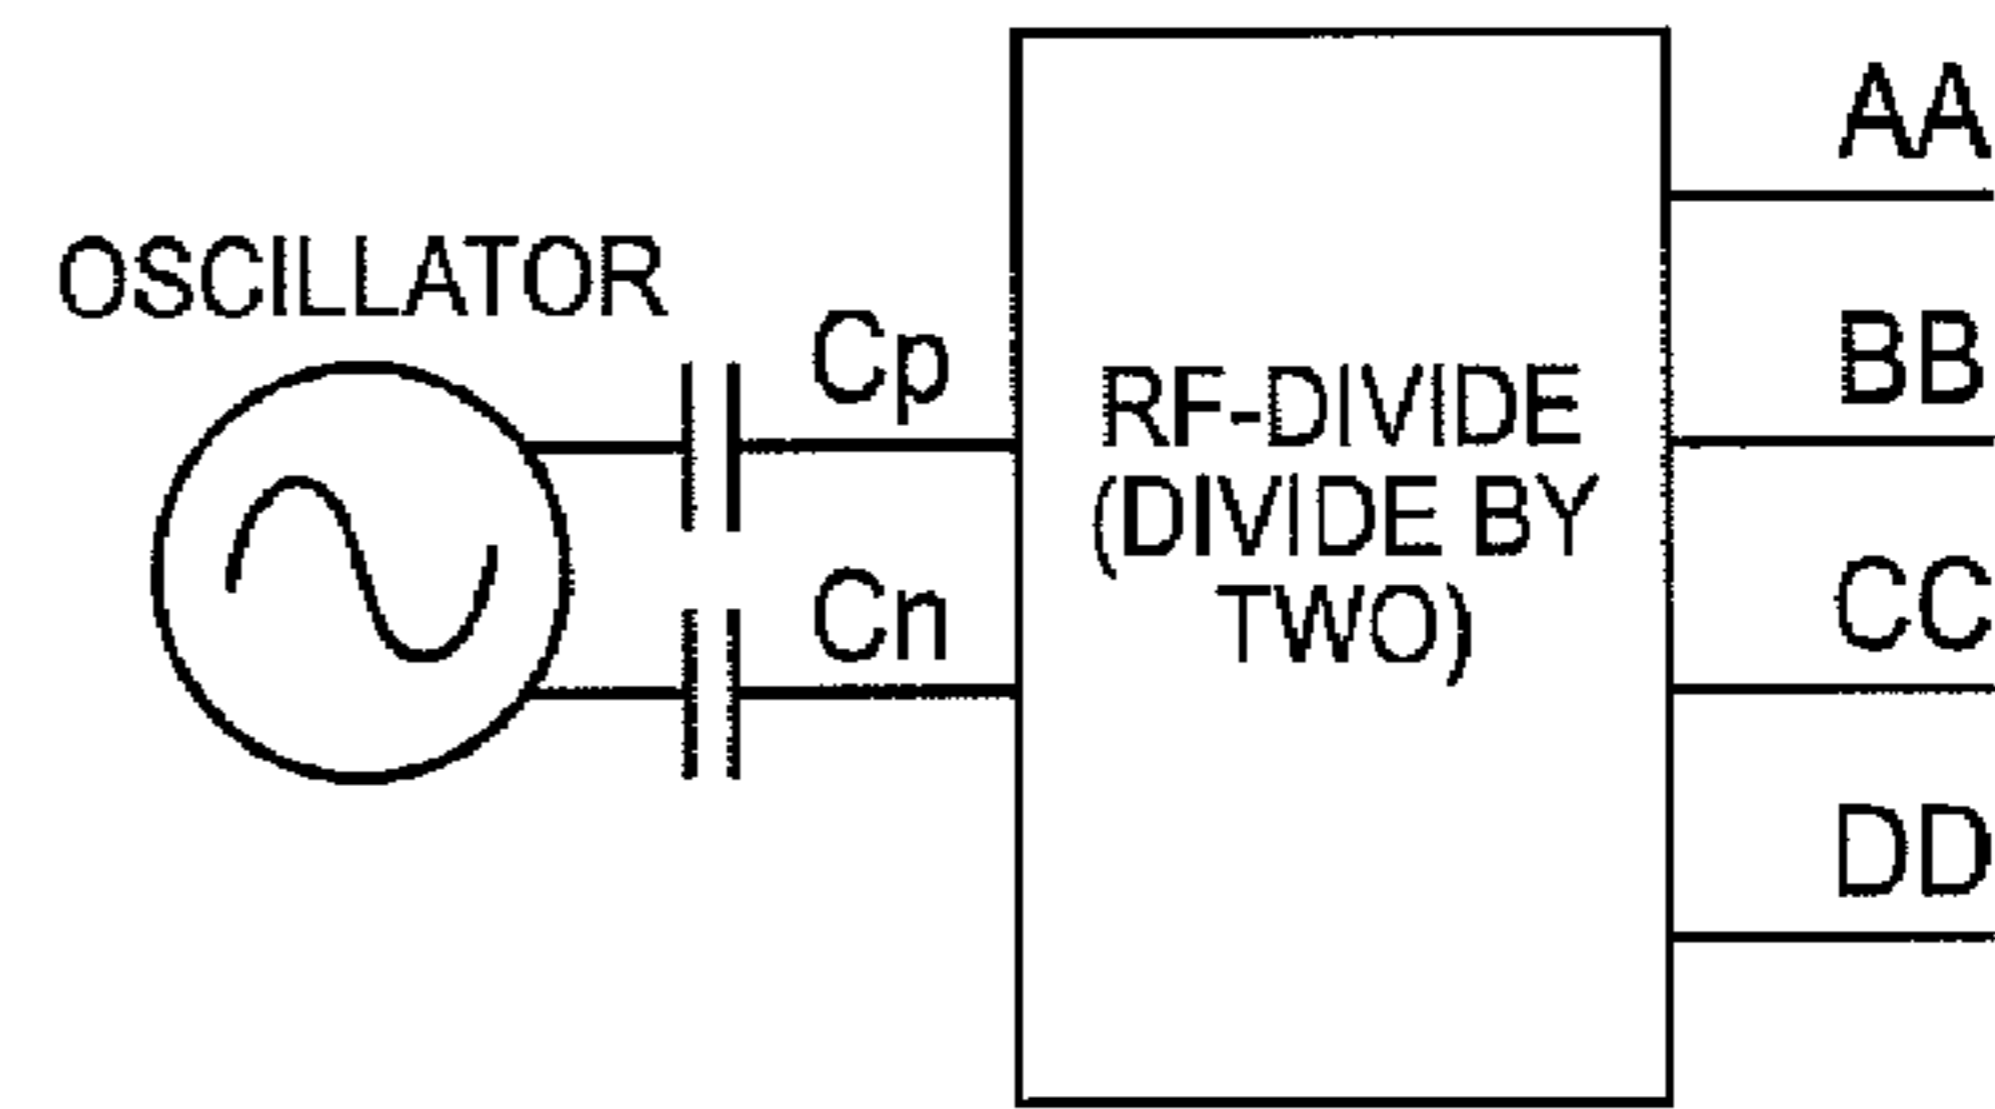 OSCILLATOR
Cp
Cn
RF-DIVIDE
(DIVIDE BY
TWO)
AA
BB
CC
DD